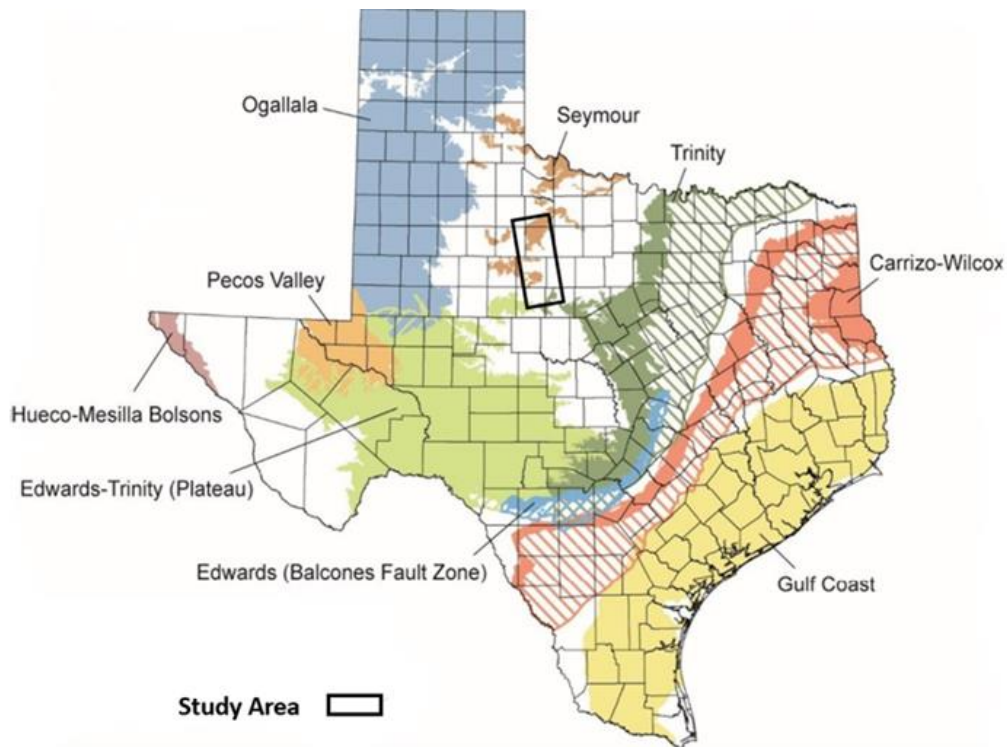 Ogallala
Seymour
Trinity
Carrizo-Wilcox
Pecos Valley
Hueco-Mesilla Bolsons
Edwards-Trinity (Plateau)
Edwards (Balcones Fault Zone)
Gulf Coast
Study Area